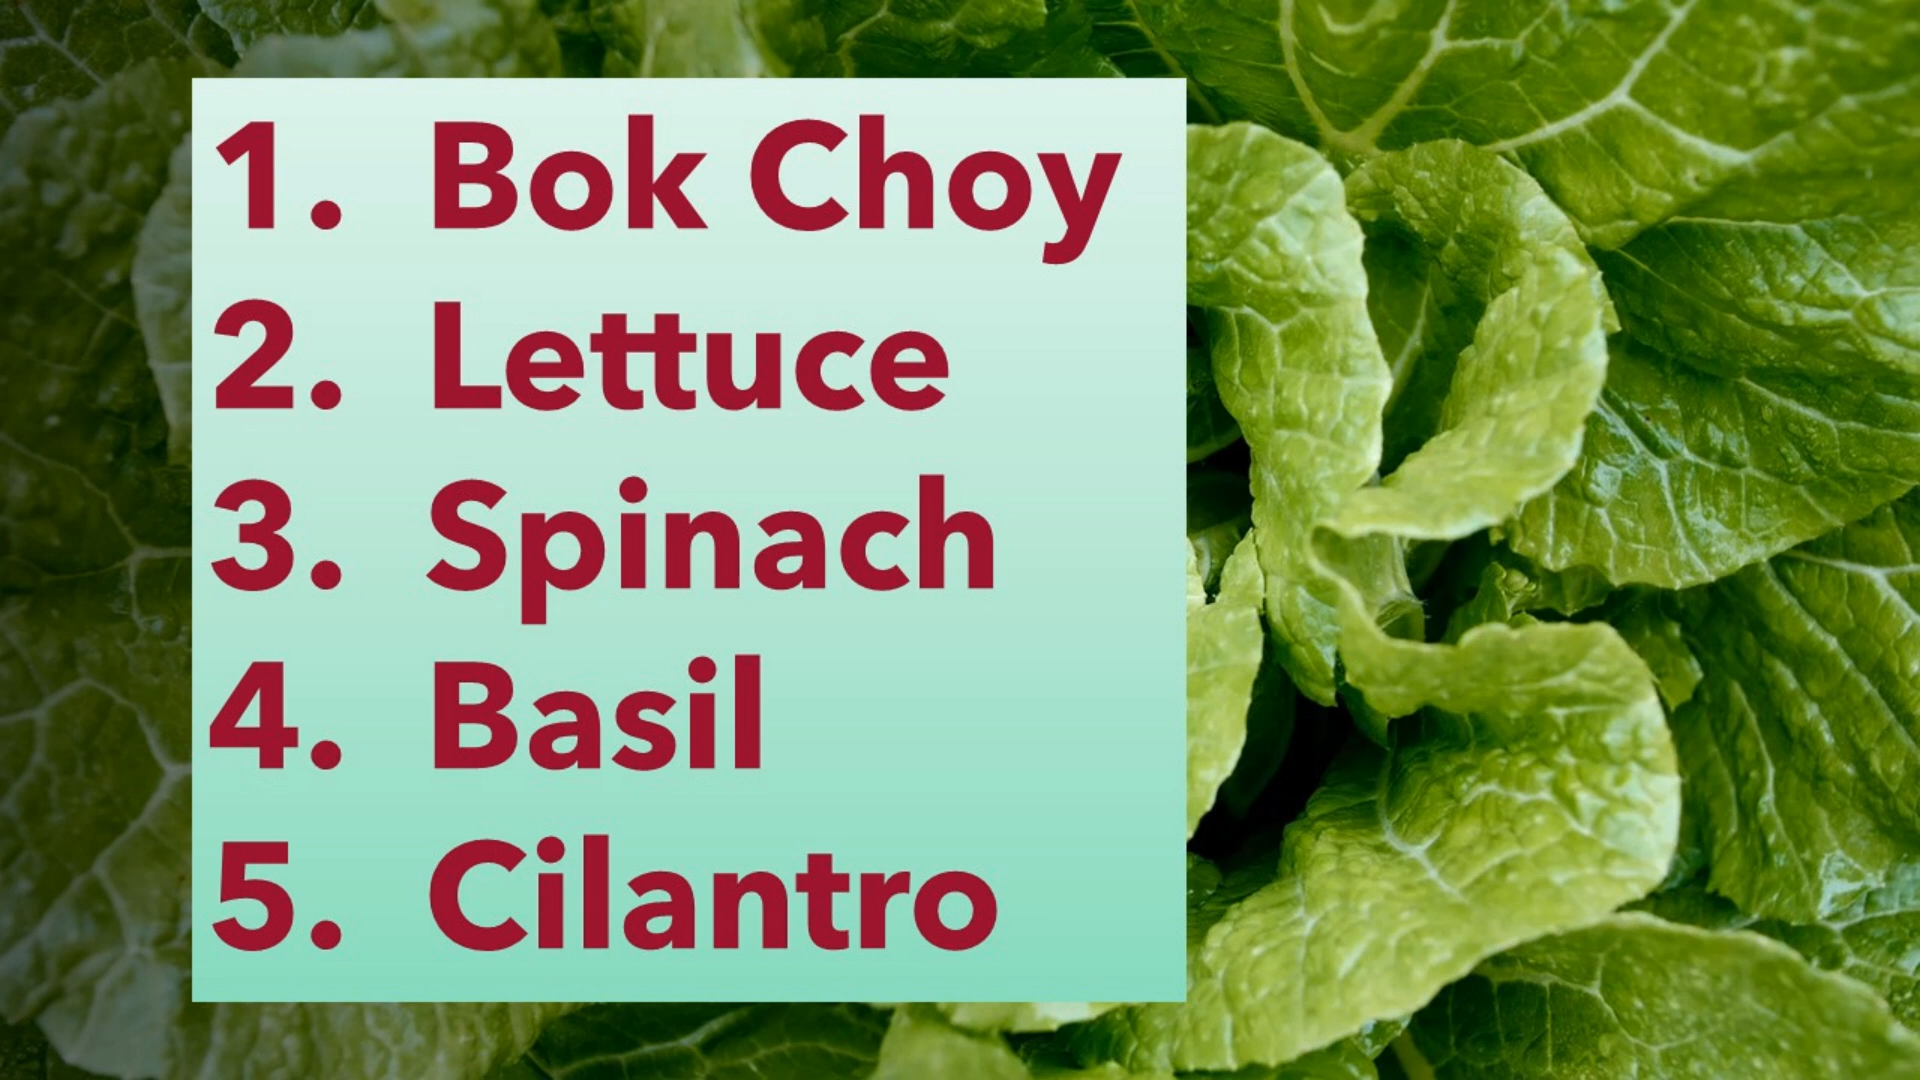 1. Bok Choy
2. Lettuce
3. Spinach
4. Basil
5. Cilantro